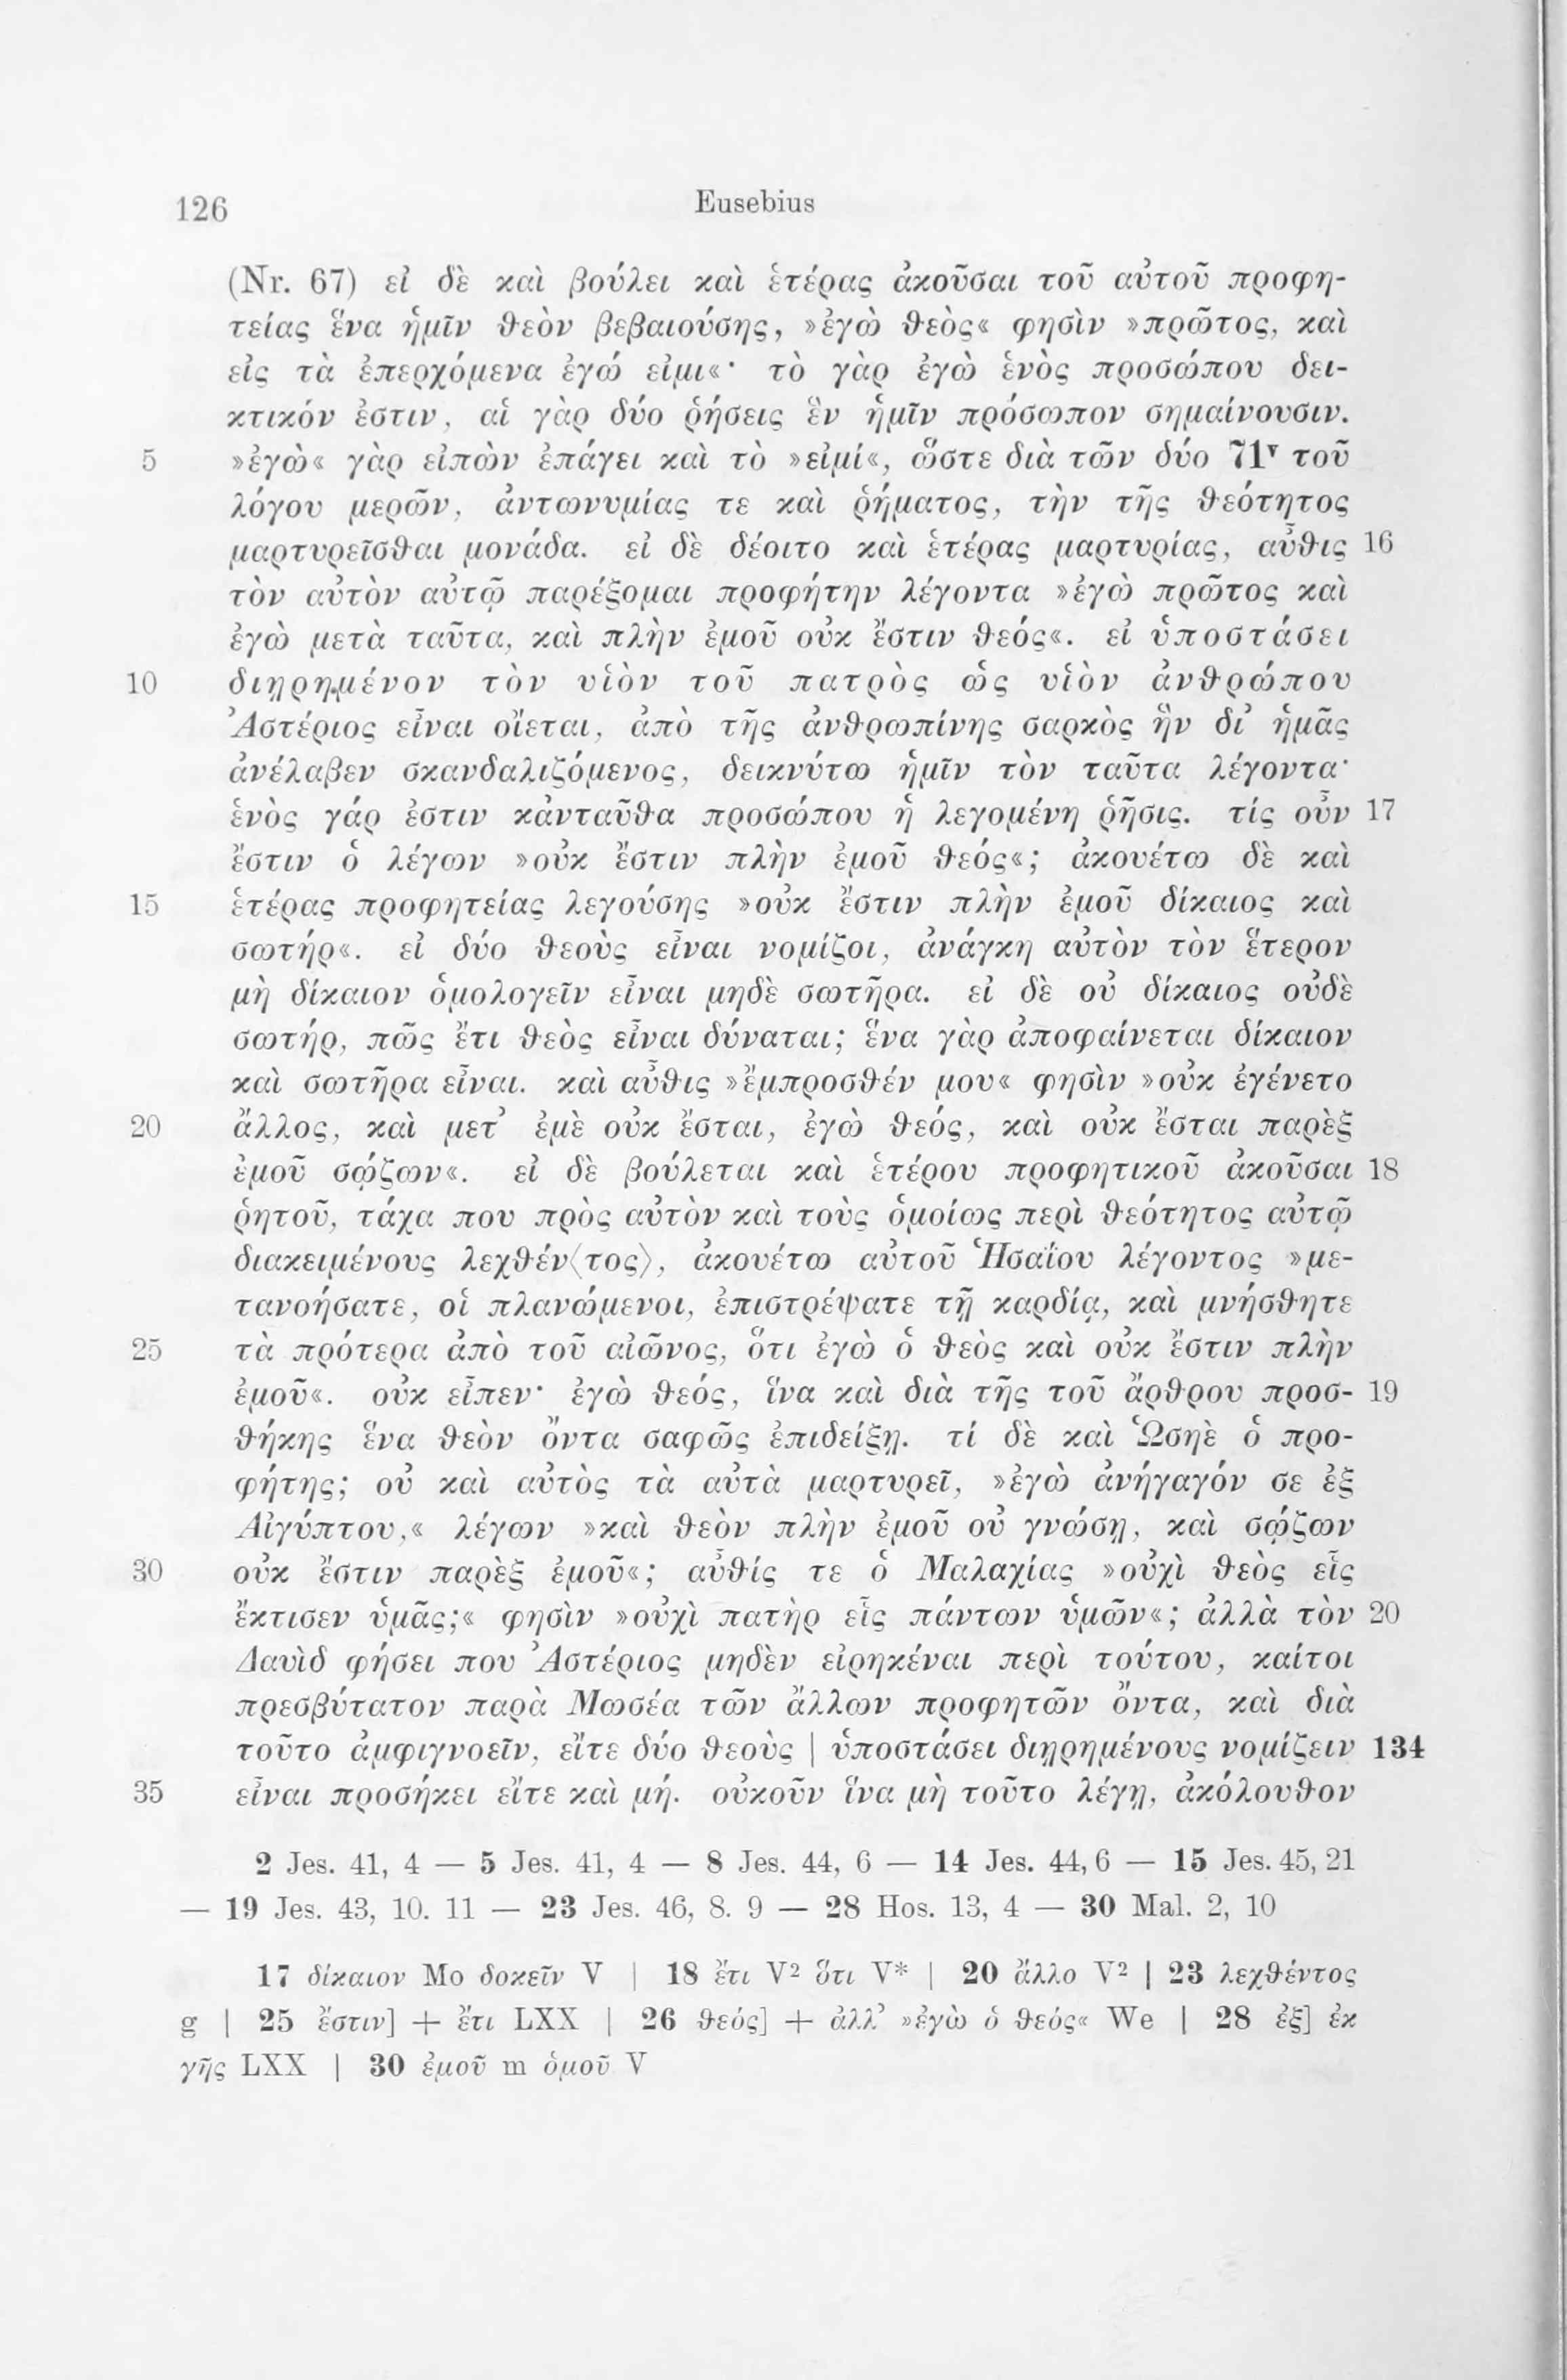 126
Eusebius
(Nr. 67) εἰ δὲ καὶ βούλει καὶ ἑτέρας ἀκοῦσαι τοῦ αὐτοῦ προφη-
τείας ἕνα ἡμῖν θεὸν βεβαιούσης, »ἐγὼ θεὸς« φησὶν »πρῶτος, καὶ
εἰς τὰ ἐπερχόμενα ἐγώ εἰμι«· τὸ γὰρ ἐγὼ ἑνὸς προσώπου δει-
κτικόν ἐστιν, αἱ γὰρ δύο ῥήσεις ἓν ἡμῖν πρόσωπον σημαίνουσιν.
5 »ἐγὼ« γὰρ εἰπὼν ἐπάγει καὶ τὸ »εἰμί«, ὥστε διὰ τῶν δύο 71ᵛ τοῦ
λόγου μερῶν, ἀντωνυμίας τε καὶ ῥήματος, τὴν τῆς θεότητος
μαρτυρεῖσθαι μονάδα. εἰ δὲ δέοιτο καὶ ἑτέρας μαρτυρίας, αὖθις 16
τὸν αὐτὸν αὐτῷ παρέξομαι προφήτην λέγοντα »ἐγὼ πρῶτος καὶ
ἐγὼ μετὰ ταῦτα, καὶ πλὴν ἐμοῦ οὐκ ἔστιν θεός«. εἰ ὑποστάσει
10 διῃρημένον τὸν υἱὸν τοῦ πατρὸς ὡς υἱὸν ἀνθρώπου
Ἀστέριος εἶναι οἴεται, ἀπὸ τῆς ἀνθρωπίνης σαρκὸς ἣν δι’ ἡμᾶς
ἀνέλαβεν σκανδαλιζόμενος, δεικνύτω ἡμῖν τὸν ταῦτα λέγοντα·
ἑνὸς γάρ ἐστιν κἀνταῦθα προσώπου ἡ λεγομένη ῥῆσις. τίς οὖν 17
ἔστιν ὁ λέγων »οὐκ ἔστιν πλὴν ἐμοῦ θεός«; ἀκουέτω δὲ καὶ
15 ἑτέρας προφητείας λεγούσης »οὐκ ἔστιν πλὴν ἐμοῦ δίκαιος καὶ
σωτήρ«. εἰ δύο θεοὺς εἶναι νομίζοι, ἀνάγκη αὐτὸν τὸν ἕτερον
μὴ δίκαιον ὁμολογεῖν εἶναι μηδὲ σωτῆρα. εἰ δὲ οὐ δίκαιος οὐδὲ
σωτήρ, πῶς ἔτι θεὸς εἶναι δύναται; ἕνα γὰρ ἀποφαίνεται δίκαιον
καὶ σωτῆρα εἶναι. καὶ αὖθις »ἔμπροσθέν μου« φησὶν »οὐκ ἐγένετο
20 ἄλλος, καὶ μετ’ ἐμὲ οὐκ ἔσται, ἐγὼ θεός, καὶ οὐκ ἔσται παρὲξ
ἐμοῦ σῴζων«. εἰ δὲ βούλεται καὶ ἑτέρου προφητικοῦ ἀκοῦσαι 18
ῥητοῦ, τάχα που πρὸς αὐτὸν καὶ τοὺς ὁμοίως περὶ θεότητος αὐτῷ
διακειμένους λεχθέν⟨τος⟩, ἀκουέτω αὐτοῦ Ἡσαΐου λέγοντος »με-
τανοήσατε, οἱ πλανώμενοι, ἐπιστρέψατε τῇ καρδίᾳ, καὶ μνήσθητε
25 τὰ πρότερα ἀπὸ τοῦ αἰῶνος, ὅτι ἐγὼ ὁ θεὸς καὶ οὐκ ἔστιν πλὴν
ἐμοῦ«. οὐκ εἶπεν· ἐγὼ θεός, ἵνα καὶ διὰ τῆς τοῦ ἄρθρου προσ- 19
θήκης ἕνα θεὸν ὄντα σαφῶς ἐπιδείξῃ. τί δὲ καὶ Ὡσηὲ ὁ προ-
φήτης; οὐ καὶ αὐτὸς τὰ αὐτὰ μαρτυρεῖ, »ἐγὼ ἀνήγαγόν σε ἐξ
Αἰγύπτου,« λέγων »καὶ θεὸν πλὴν ἐμοῦ οὐ γνώσῃ, καὶ σῴζων
30 οὐκ ἔστιν παρὲξ ἐμοῦ«; αὖθίς τε ὁ Μαλαχίας »οὐχὶ θεὸς εἷς
ἔκτισεν ὑμᾶς;« φησὶν »οὐχὶ πατὴρ εἷς πάντων ὑμῶν«; ἀλλὰ τὸν 20
Δαυὶδ φήσει που Ἀστέριος μηδὲν εἰρηκέναι περὶ τούτου, καίτοι
πρεσβύτατον παρὰ Μωσέα τῶν ἄλλων προφητῶν ὄντα, καὶ διὰ
τοῦτο ἀμφιγνοεῖν, εἴτε δύο θεοὺς | ὑποστάσει διῃρημένους νομίζειν 134
35 εἶναι προσήκει εἴτε καὶ μή. οὐκοῦν ἵνα μὴ τοῦτο λέγῃ, ἀκόλουθον
2 Jes. 41, 4 — 5 Jes. 41, 4 — 8 Jes. 44, 6 — 14 Jes. 44, 6 — 15 Jes. 45, 21
— 19 Jes. 43, 10. 11 — 23 Jes. 46, 8. 9 — 28 Hos. 13, 4 — 30 Mal. 2, 10
17 δίκαιον Mo δοκεῖν V | 18 ἔτι V² ὅτι V* | 20 ἄλλο V² | 23 λεχθέντος
g | 25 ἔστιν] + ἔτι LXX | 26 θεός] + ἀλλ’ »ἐγὼ ὁ θεός« We | 28 ἐξ] ἐκ
γῆς LXX | 30 ἐμοῦ m ὁμοῦ V